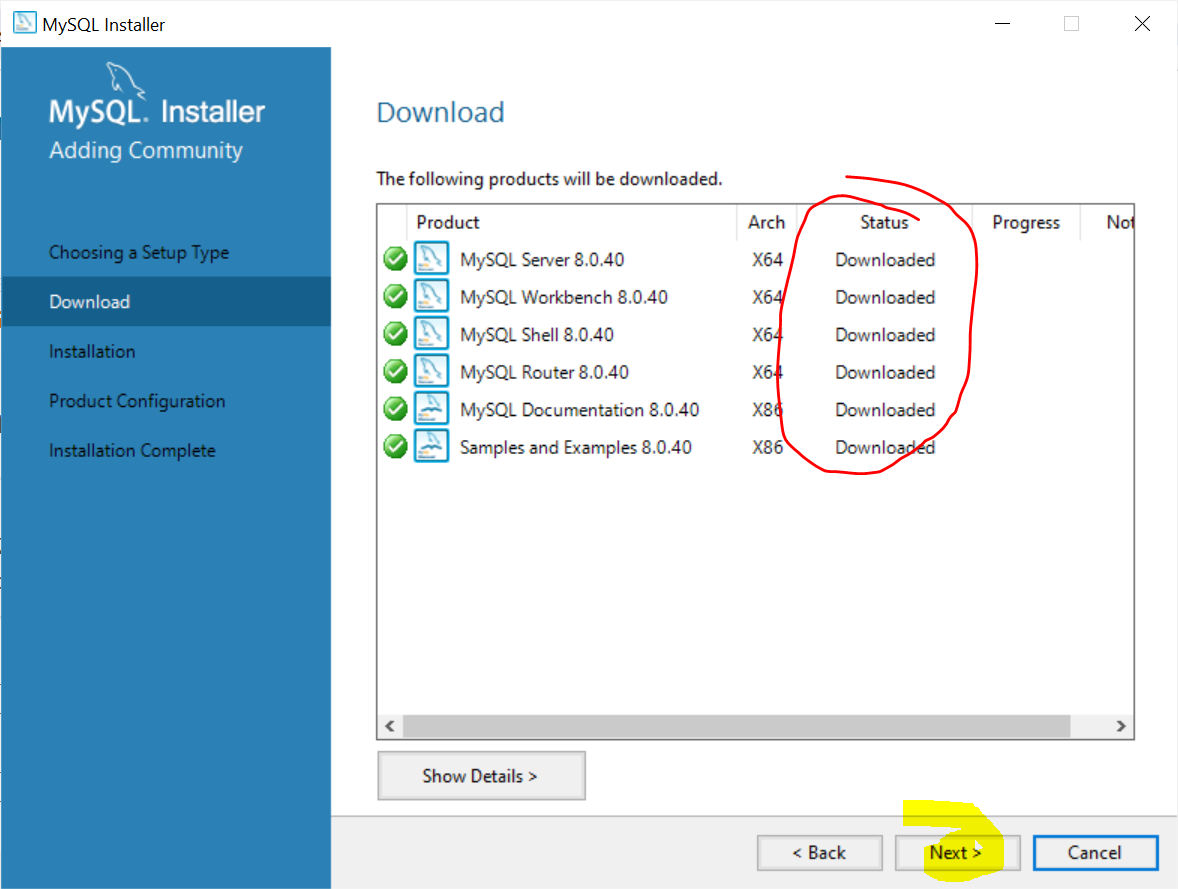 MySQL Installer
MySQL. Installer
Adding Community
Choosing a Setup Type
Download
Installation
Product Configuration
Installation Complete
Download
The following products will be downloaded.
Product Arch Status Progress Not
MySQL Server 8.0.40 X64 Downloaded
MySQL Workbench 8.0.40 X64 Downloaded
MySQL Shell 8.0.40 X64 Downloaded
MySQL Router 8.0.40 X64 Downloaded
MySQL Documentation 8.0.40 X86 Downloaded
Samples and Examples 8.0.40 X86 Downloaded
Show Details >
< Back Next > Cancel